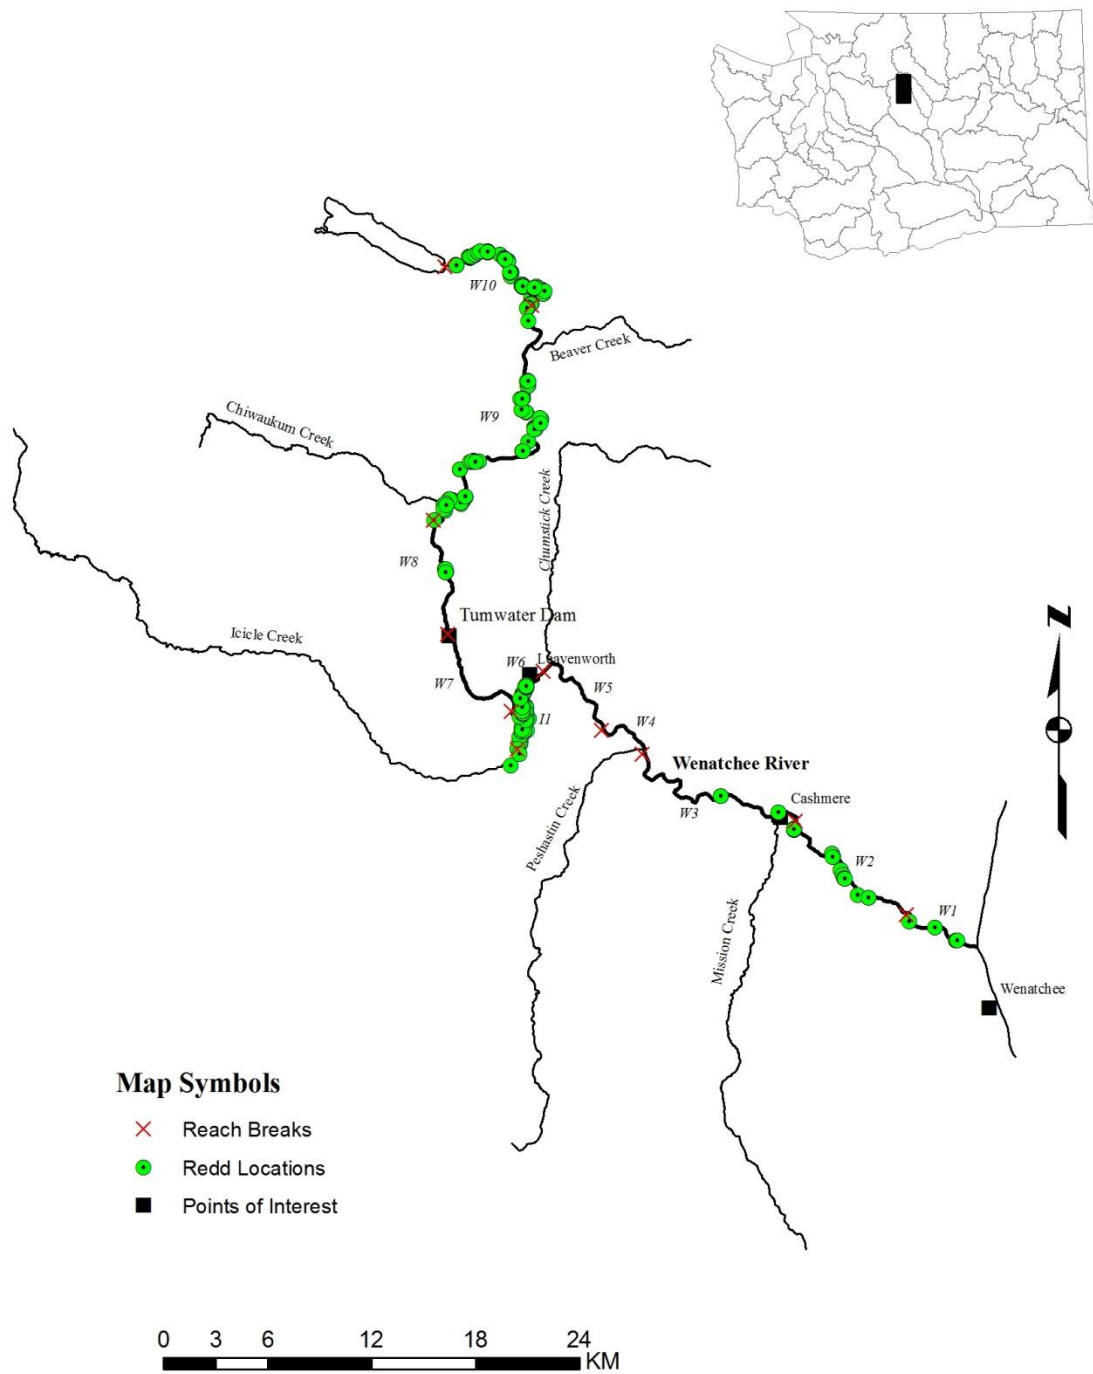 W10
Beaver Creek
Chiwaukum Creek
W9
Chumstick Creek
W8
N
Tumwater Dam
Icicle Creek
W6
Leavenworth
W7
W5
I1
W4
Wenatchee River
Peshastin Creek
W3
Cashmere
W2
Mission Creek
W1
Wenatchee
Map Symbols
Reach Breaks
Redd Locations
Points of Interest
0 3 6 12 18 24
KM